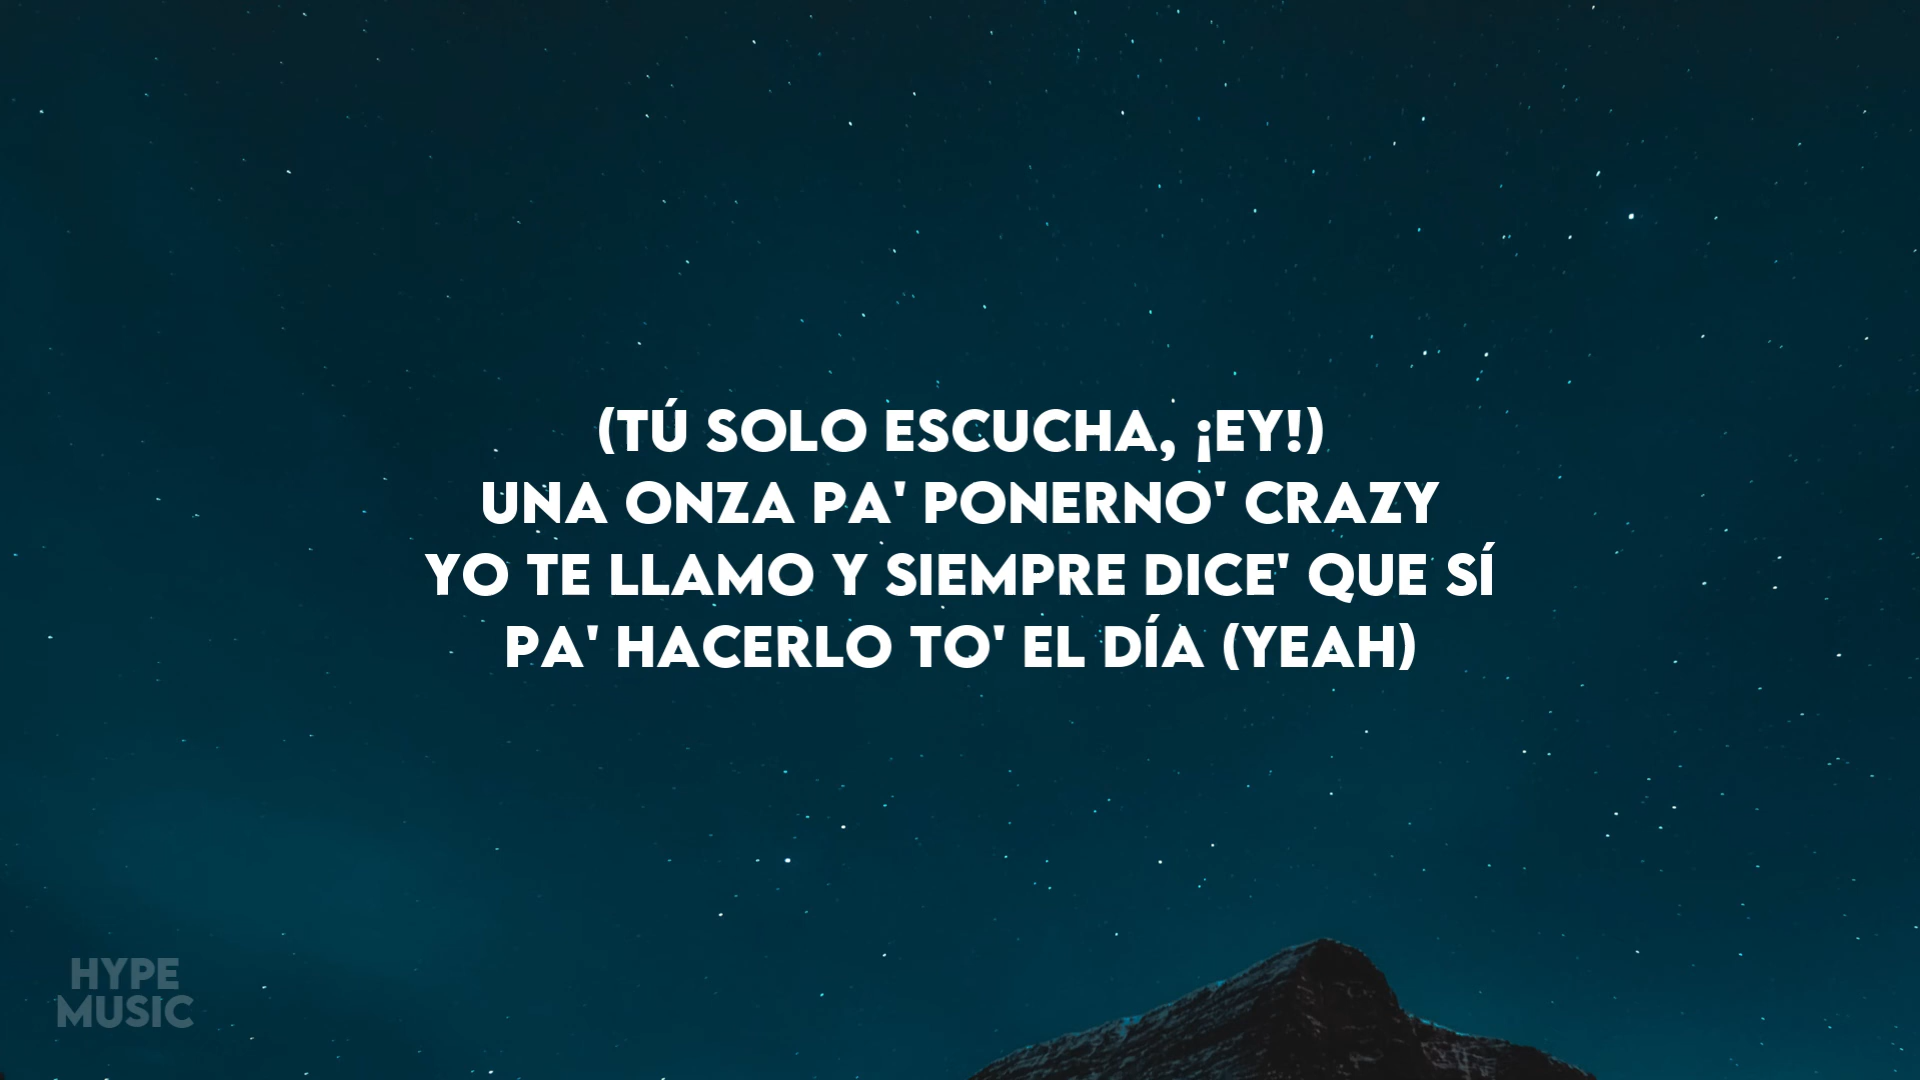 (TÚ SOLO ESCUCHA, ¡EY!)
UNA ONZA PA' PONERNO' CRAZY
YO TE LLAMO Y SIEMPRE DICE' QUE SÍ
PA' HACERLO TO' EL DÍA (YEAH)
HYPE
MUSIC